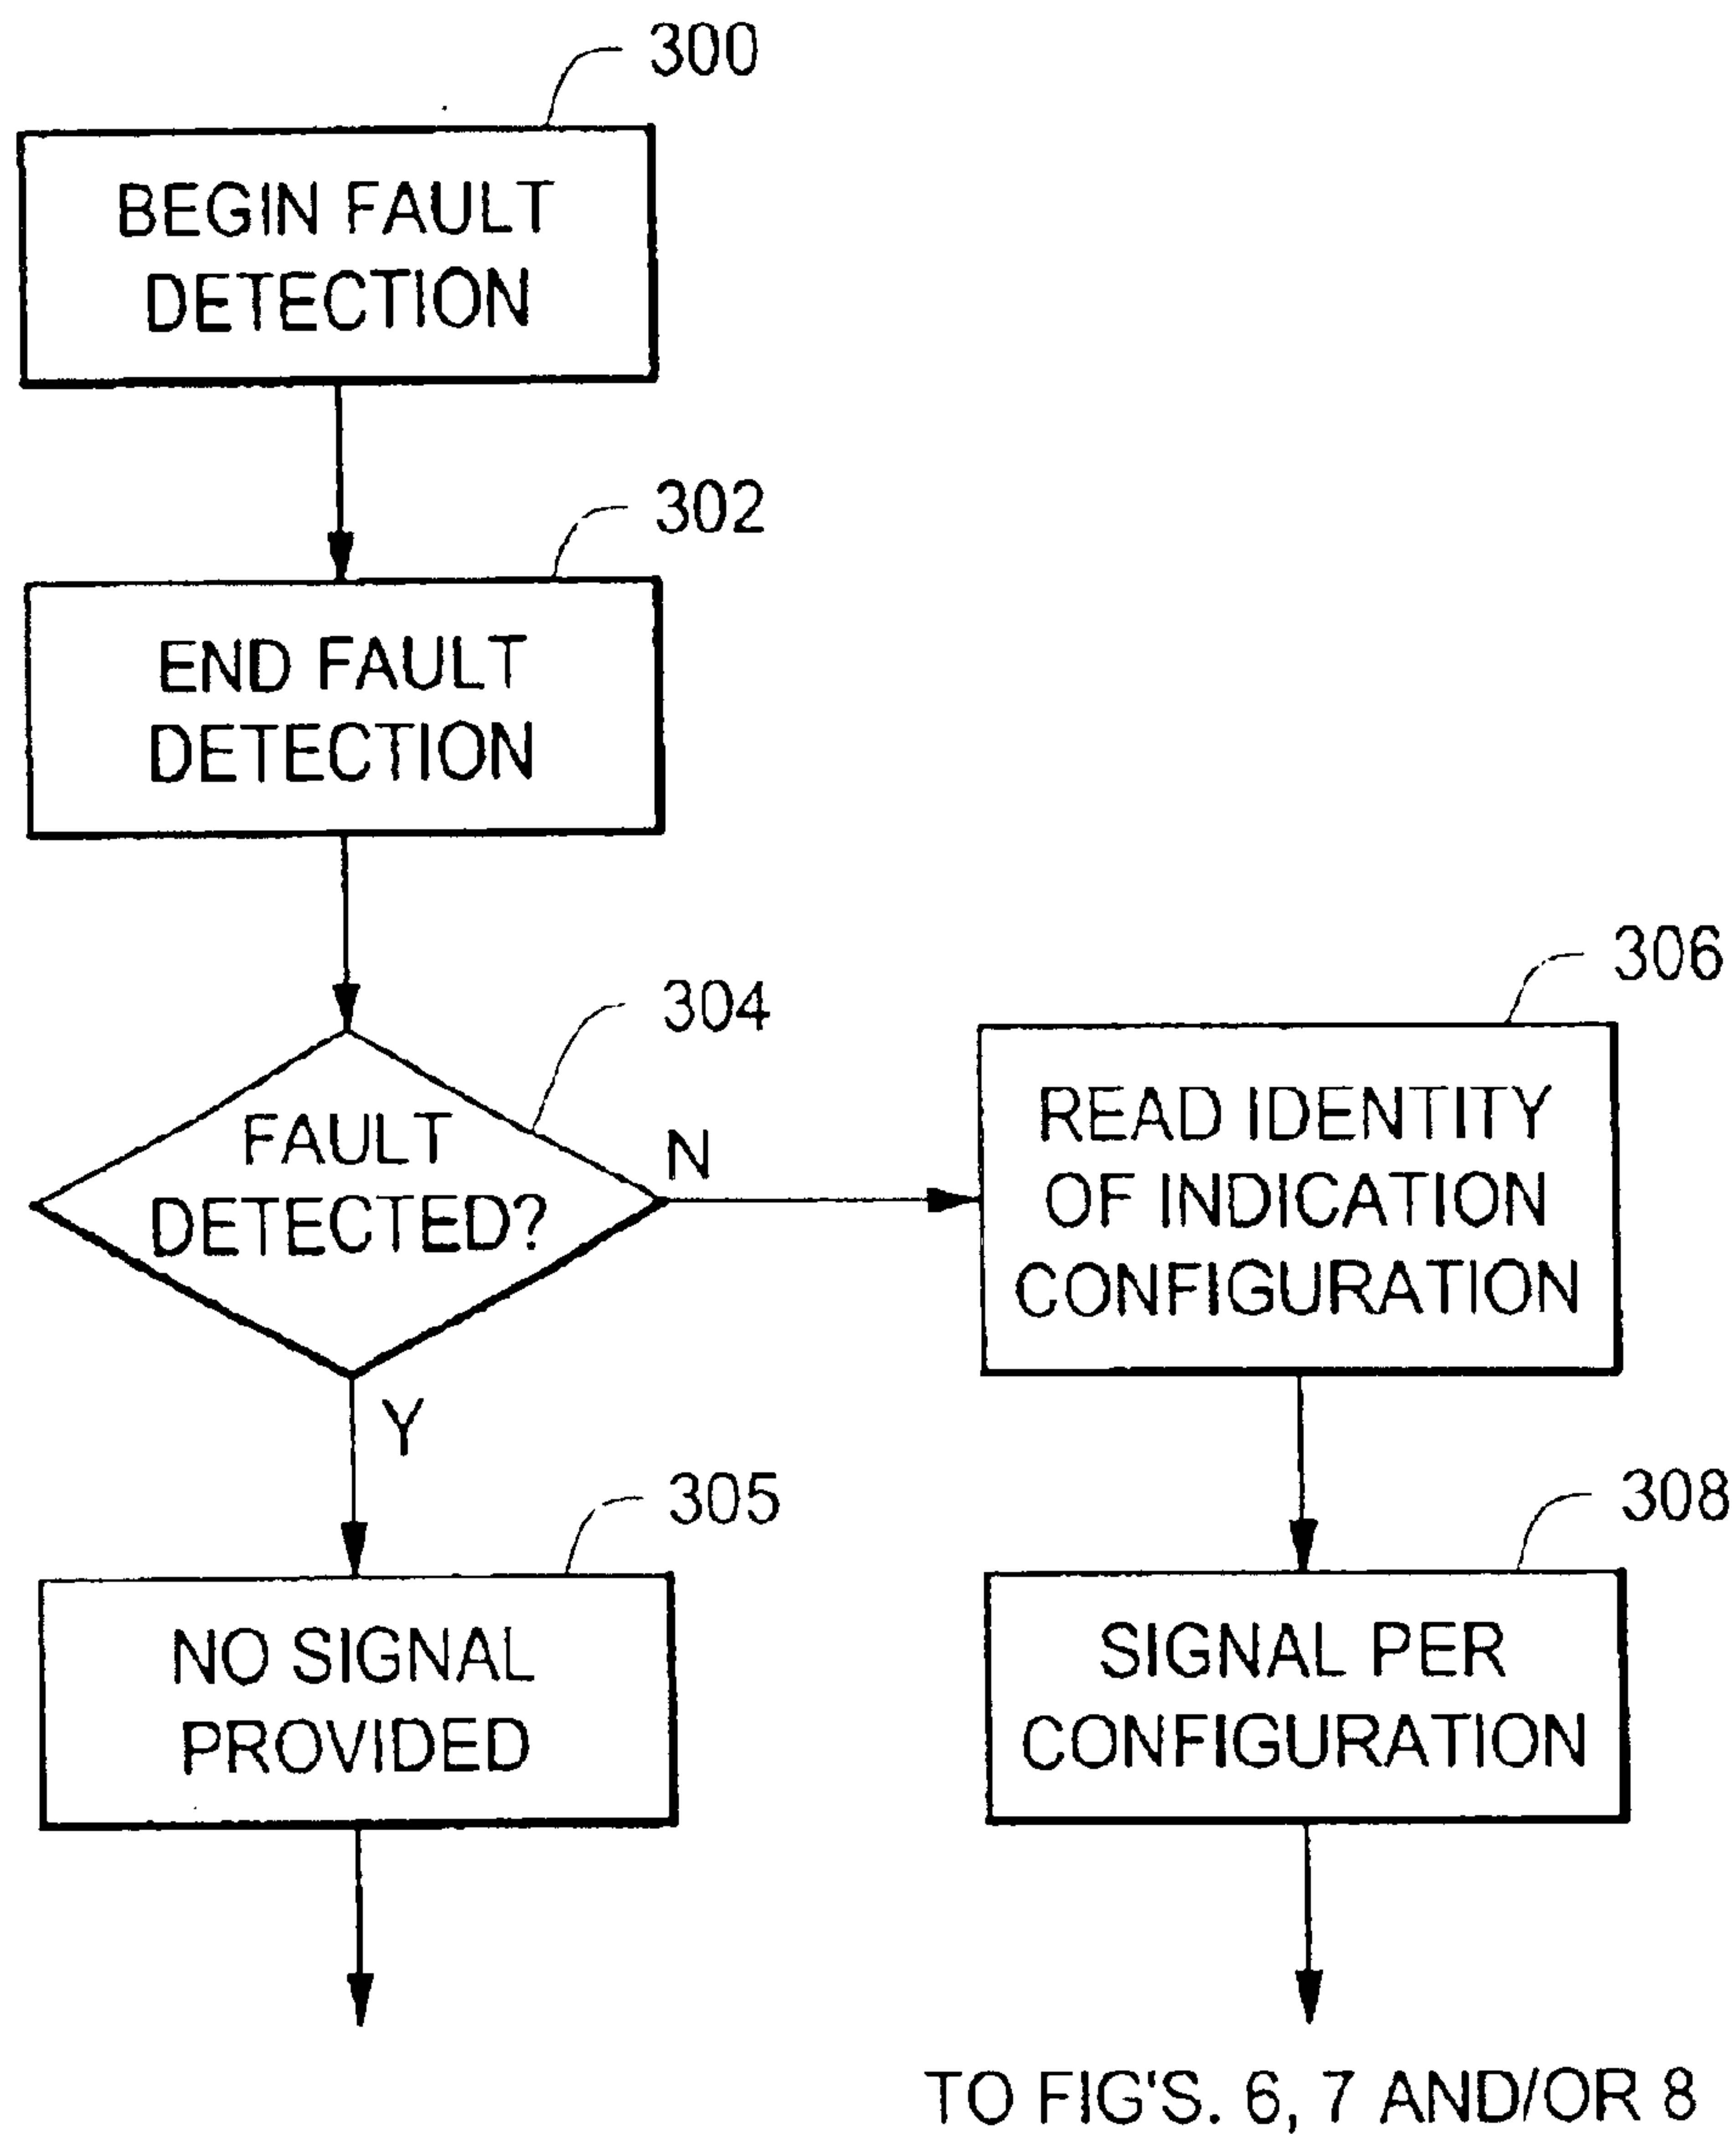 300
BEGIN FAULT
DETECTION
302
END FAULT
DETECTION
304
FAULT
DETECTED?
N
Y
306
READ IDENTITY
OF INDICATION
CONFIGURATION
305
NO SIGNAL
PROVIDED
308
SIGNAL PER
CONFIGURATION
TO FIG'S. 6, 7 AND/OR 8